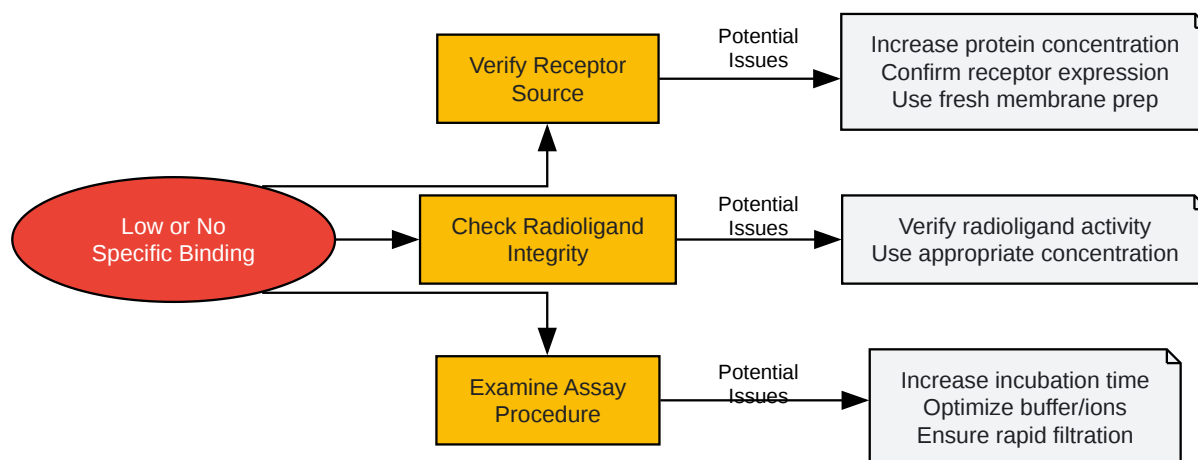 Verify Receptor
Source
Potential
Issues
Increase protein concentration
Confirm receptor expression
Use fresh membrane prep
Low or No
Specific Binding
Check Radioligand
Integrity
Potential
Issues
Verify radioligand activity
Use appropriate concentration
Examine Assay
Procedure
Potential
Issues
Increase incubation time
Optimize buffer/ions
Ensure rapid filtration